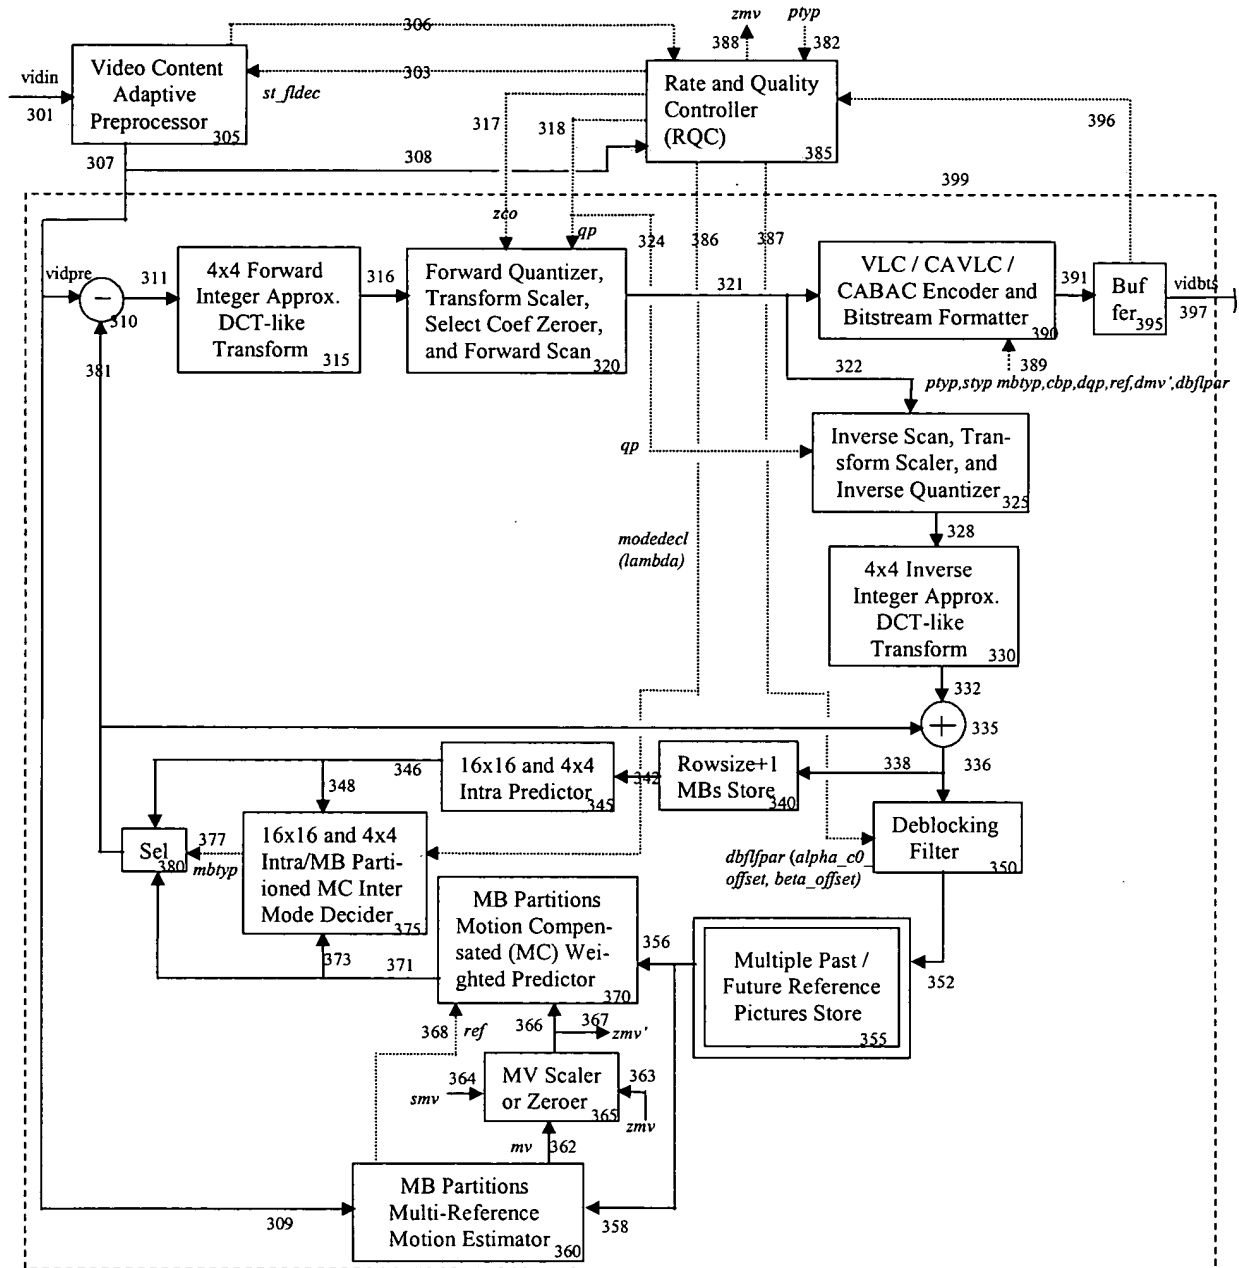 306
zmv
ptyp
388
382
vidin
301
Video Content
Adaptive
Preprocessor
305
303
st_fldec
Rate and Quality
Controller
(RQC)
385
317
318
396
307
308
399
zco
qp
324
386
387
vidpre
310
311
4x4 Forward
Integer Approx.
DCT-like
Transform
315
316
Forward Quantizer,
Transform Scaler,
Select Coef Zeroer,
and Forward Scan
320
321
VLC / CAVLC /
CABAC Encoder and
Bitstream Formatter
390
391
Buf
fer
395
vidbts
397
381
322
389
ptyp,styp mbtyp,cbp,dqp,ref,dmv',dbflpar
qp
Inverse Scan, Tran-
sform Scaler, and
Inverse Quantizer
325
328
modedecl
(lambda)
4x4 Inverse
Integer Approx.
DCT-like
Transform
330
332
+
335
346
16x16 and 4x4
Intra Predictor
345
342
Rowsize+1
MBs Store
340
338
336
348
Sel
380
377
mbtyp
16x16 and 4x4
Intra/MB Parti-
ioned MC Inter
Mode Decider
375
dbflfpar (alpha_c0_
offset, beta_offset)
Deblocking
Filter
350
373
371
MB Partitions
Motion Compen-
sated (MC) Wei-
ghted Predictor
370
356
Multiple Past /
Future Reference
Pictures Store
355
352
368
ref
366
367
zmv'
364
smv
MV Scaler
or Zeroer
365
363
zmv
mv
362
309
MB Partitions
Multi-Reference
Motion Estimator
360
358